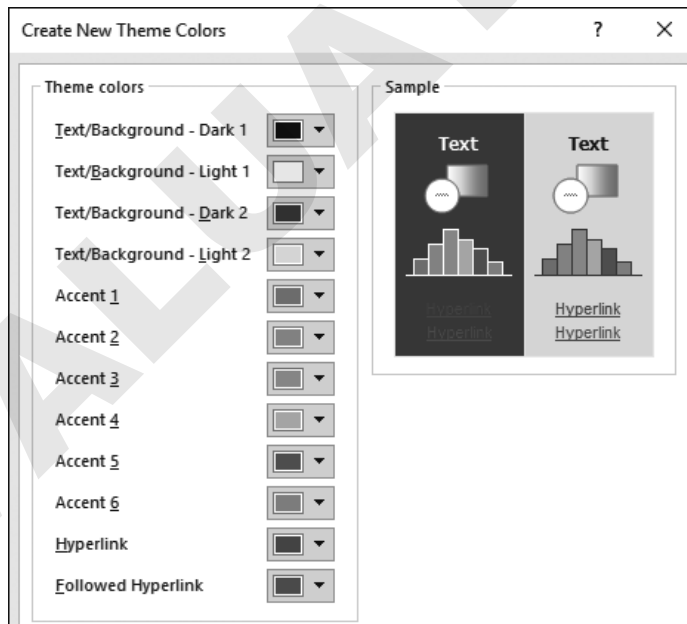 Create New Theme Colors ? ×
Theme colors
Text/Background - Dark 1
Text/Background - Light 1
Text/Background - Dark 2
Text/Background - Light 2
Accent 1
Accent 2
Accent 3
Accent 4
Accent 5
Accent 6
Hyperlink
Followed Hyperlink
Sample
Text Text
Hyperlink Hyperlink
Hyperlink Hyperlink
ALUA